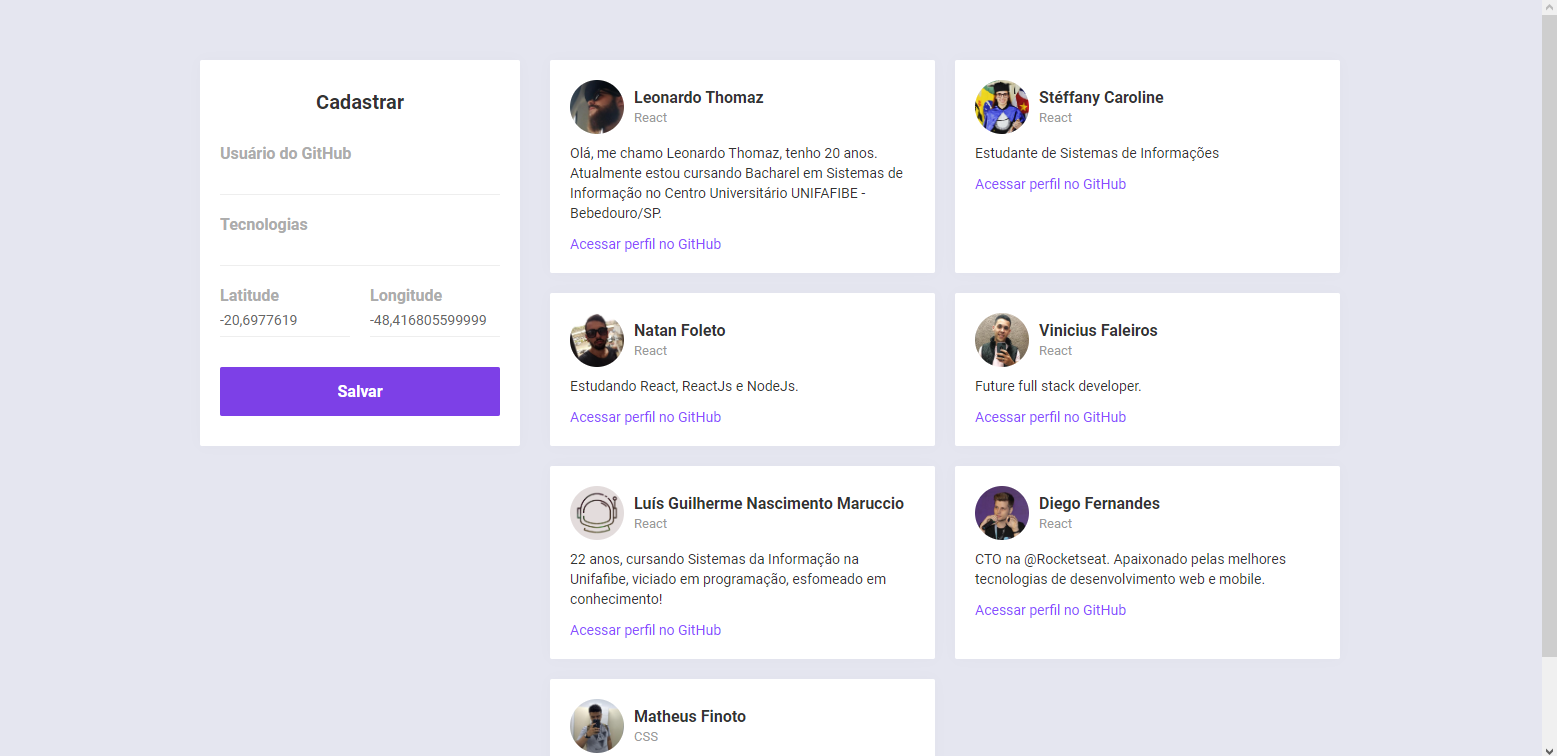 Cadastrar
Usuário do GitHub
Tecnologias
Latitude
Longitude
-20,6977619
-48,416805599999
Salvar
Leonardo Thomaz
React
Olá, me chamo Leonardo Thomaz, tenho 20 anos.
Atualmente estou cursando Bacharel em Sistemas de
Informação no Centro Universitário UNIFAFIBE -
Bebedouro/SP.
Acessar perfil no GitHub
Stéffany Caroline
React
Estudante de Sistemas de Informações
Acessar perfil no GitHub
Natan Foleto
React
Estudando React, ReactJs e NodeJs.
Acessar perfil no GitHub
Vinicius Faleiros
React
Future full stack developer.
Acessar perfil no GitHub
Luís Guilherme Nascimento Maruccio
React
22 anos, cursando Sistemas da Informação na
Unifafibe, viciado em programação, esfomeado em
conhecimento!
Acessar perfil no GitHub
Diego Fernandes
React
CTO na @Rocketseat. Apaixonado pelas melhores
tecnologias de desenvolvimento web e mobile.
Acessar perfil no GitHub
Matheus Finoto
CSS